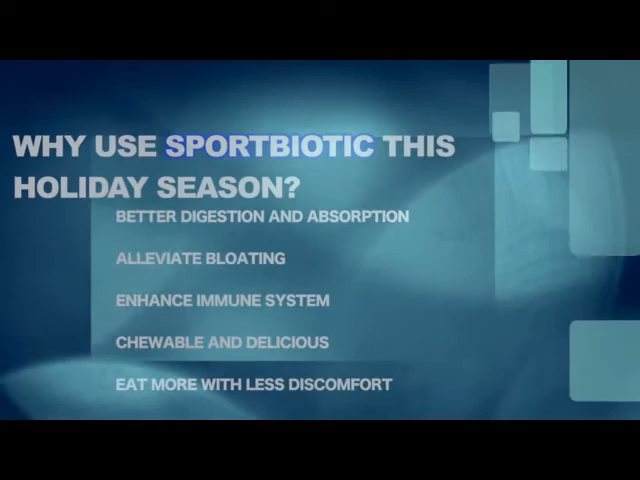 WHY USE SPORTBIOTIC THIS
HOLIDAY SEASON?
BETTER DIGESTION AND ABSORPTION
ALLEVIATE BLOATING
ENHANCE IMMUNE SYSTEM
CHEWABLE AND DELICIOUS
EAT MORE WITH LESS DISCOMFORT